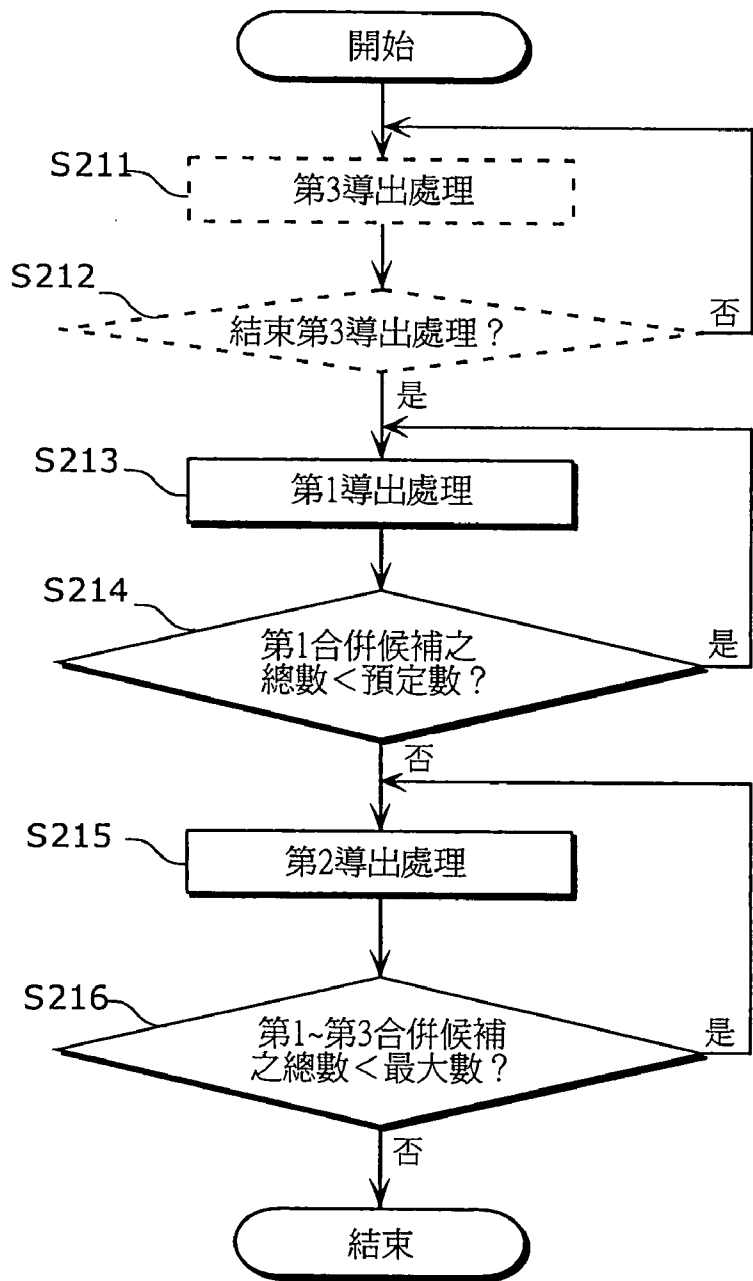 開始
S211
第3導出處理
S212
結束第3導出處理？
否
是
S213
第1導出處理
S214
第1合併候補之
總數＜預定數？
是
否
S215
第2導出處理
S216
第1~第3合併候補
之總數＜最大數？
是
否
結束